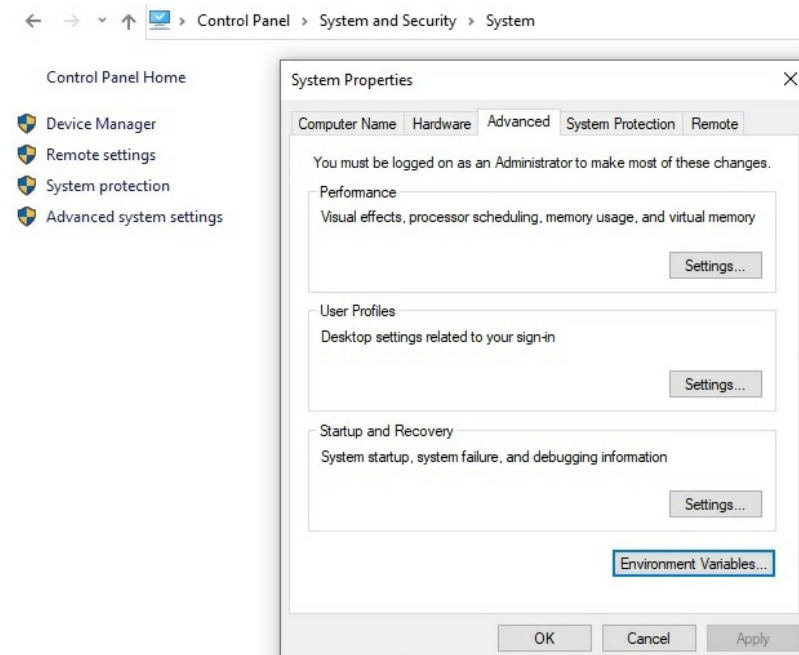 Control Panel > System and Security > System
Control Panel Home
Device Manager
Remote settings
System protection
Advanced system settings
System Properties
Computer Name Hardware Advanced System Protection Remote
You must be logged on as an Administrator to make most of these changes.
Performance
Visual effects, processor scheduling, memory usage, and virtual memory
Settings...
User Profiles
Desktop settings related to your sign-in
Settings...
Startup and Recovery
System startup, system failure, and debugging information
Settings...
Environment Variables...
OK Cancel Apply